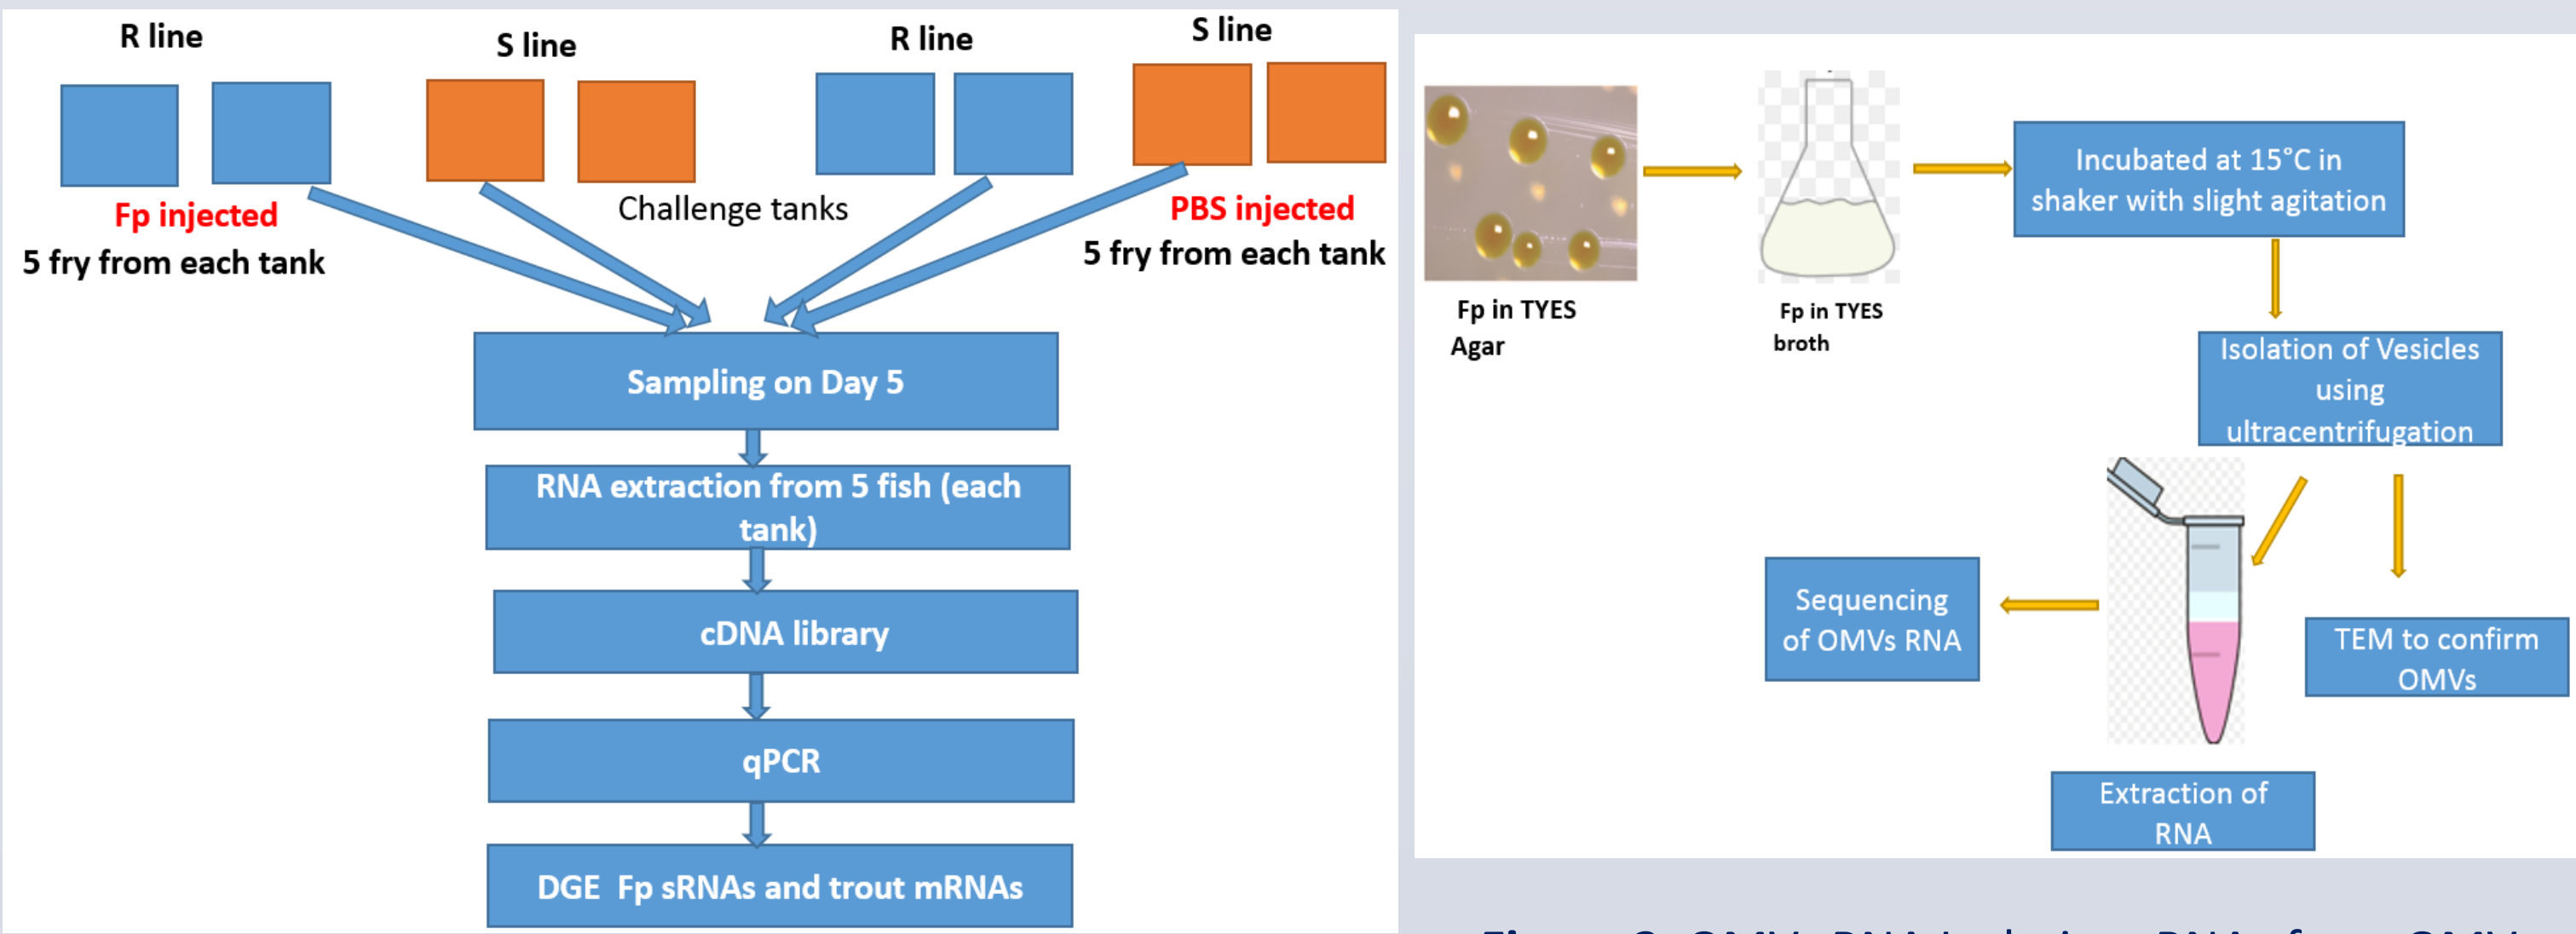 R line
S line
R line
S line
Fp injected
5 fry from each tank
Challenge tanks
PBS injected
5 fry from each tank
Sampling on Day 5
RNA extraction from 5 fish (each
tank)
cDNA library
qPCR
DGE  Fp sRNAs and trout mRNAs
Fp in TYES
Agar
Fp in TYES
broth
Incubated at 15°C in
shaker with slight agitation
Isolation of Vesicles
using
ultracentrifugation
Sequencing
of OMVs RNA
TEM to confirm
OMVs
Extraction of
RNA